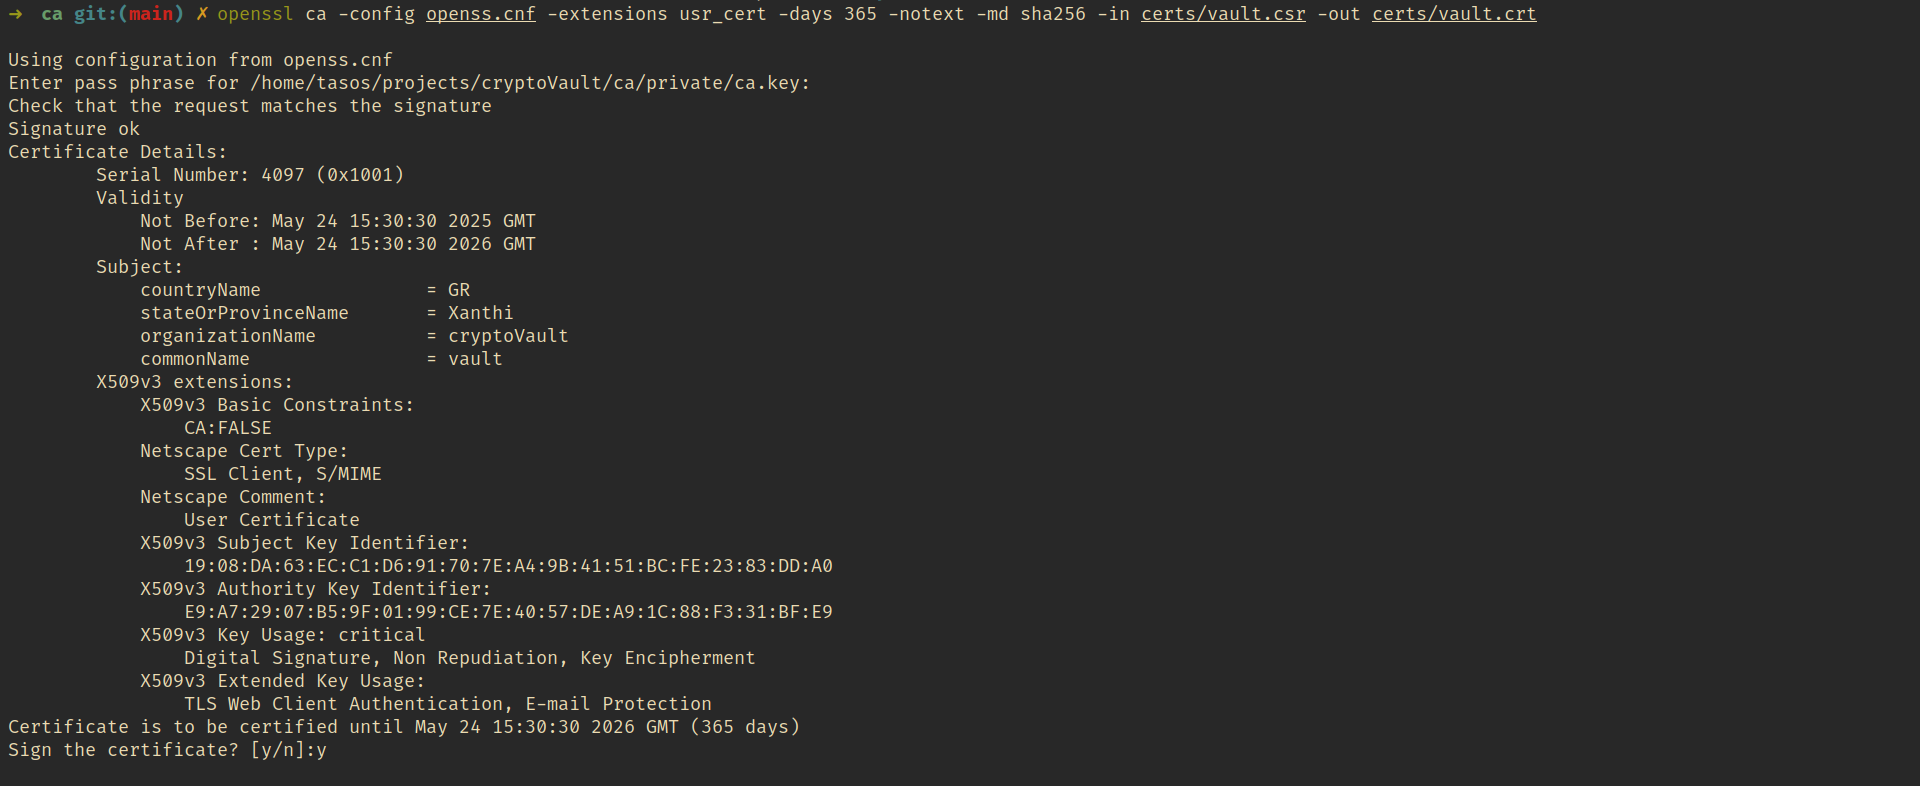 ➜  ca git:(main) ✗ openssl ca -config openss.cnf -extensions usr_cert -days 365 -notext -md sha256 -in certs/vault.csr -out certs/vault.crt

Using configuration from openss.cnf
Enter pass phrase for /home/tasos/projects/cryptoVault/ca/private/ca.key:
Check that the request matches the signature
Signature ok
Certificate Details:
        Serial Number: 4097 (0x1001)
        Validity
            Not Before: May 24 15:30:30 2025 GMT
            Not After : May 24 15:30:30 2026 GMT
        Subject:
            countryName               = GR
            stateOrProvinceName       = Xanthi
            organizationName          = cryptoVault
            commonName                = vault
        X509v3 extensions:
            X509v3 Basic Constraints:
                CA:FALSE
            Netscape Cert Type:
                SSL Client, S/MIME
            Netscape Comment:
                User Certificate
            X509v3 Subject Key Identifier:
                19:08:DA:63:EC:C1:D6:91:70:7E:A4:9B:41:51:BC:FE:23:83:DD:A0
            X509v3 Authority Key Identifier:
                E9:A7:29:07:B5:9F:01:99:CE:7E:40:57:DE:A9:1C:88:F3:31:BF:E9
            X509v3 Key Usage: critical
                Digital Signature, Non Repudiation, Key Encipherment
            X509v3 Extended Key Usage:
                TLS Web Client Authentication, E-mail Protection
Certificate is to be certified until May 24 15:30:30 2026 GMT (365 days)
Sign the certificate? [y/n]:y